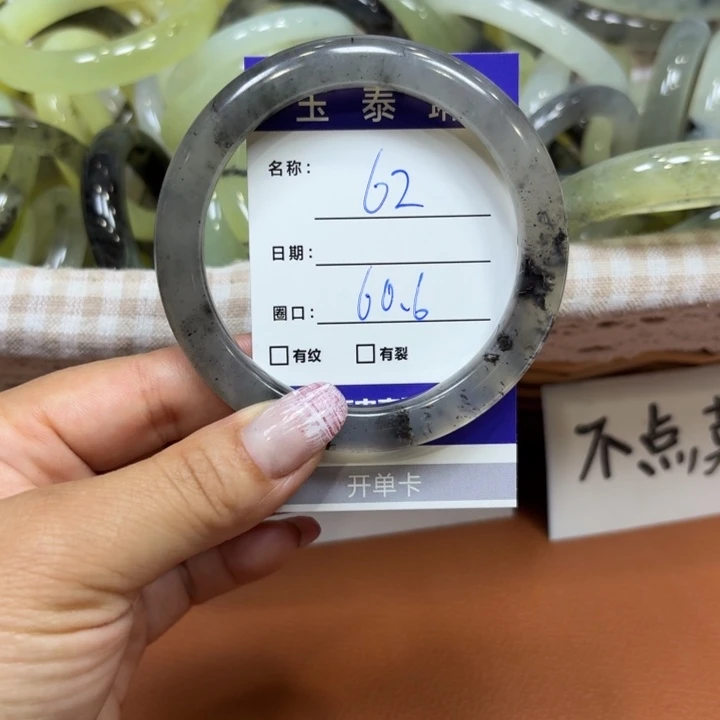 玉泰
名称: 62
日期:
圈口: 60.6
□有纹 □有裂
开单卡
不点